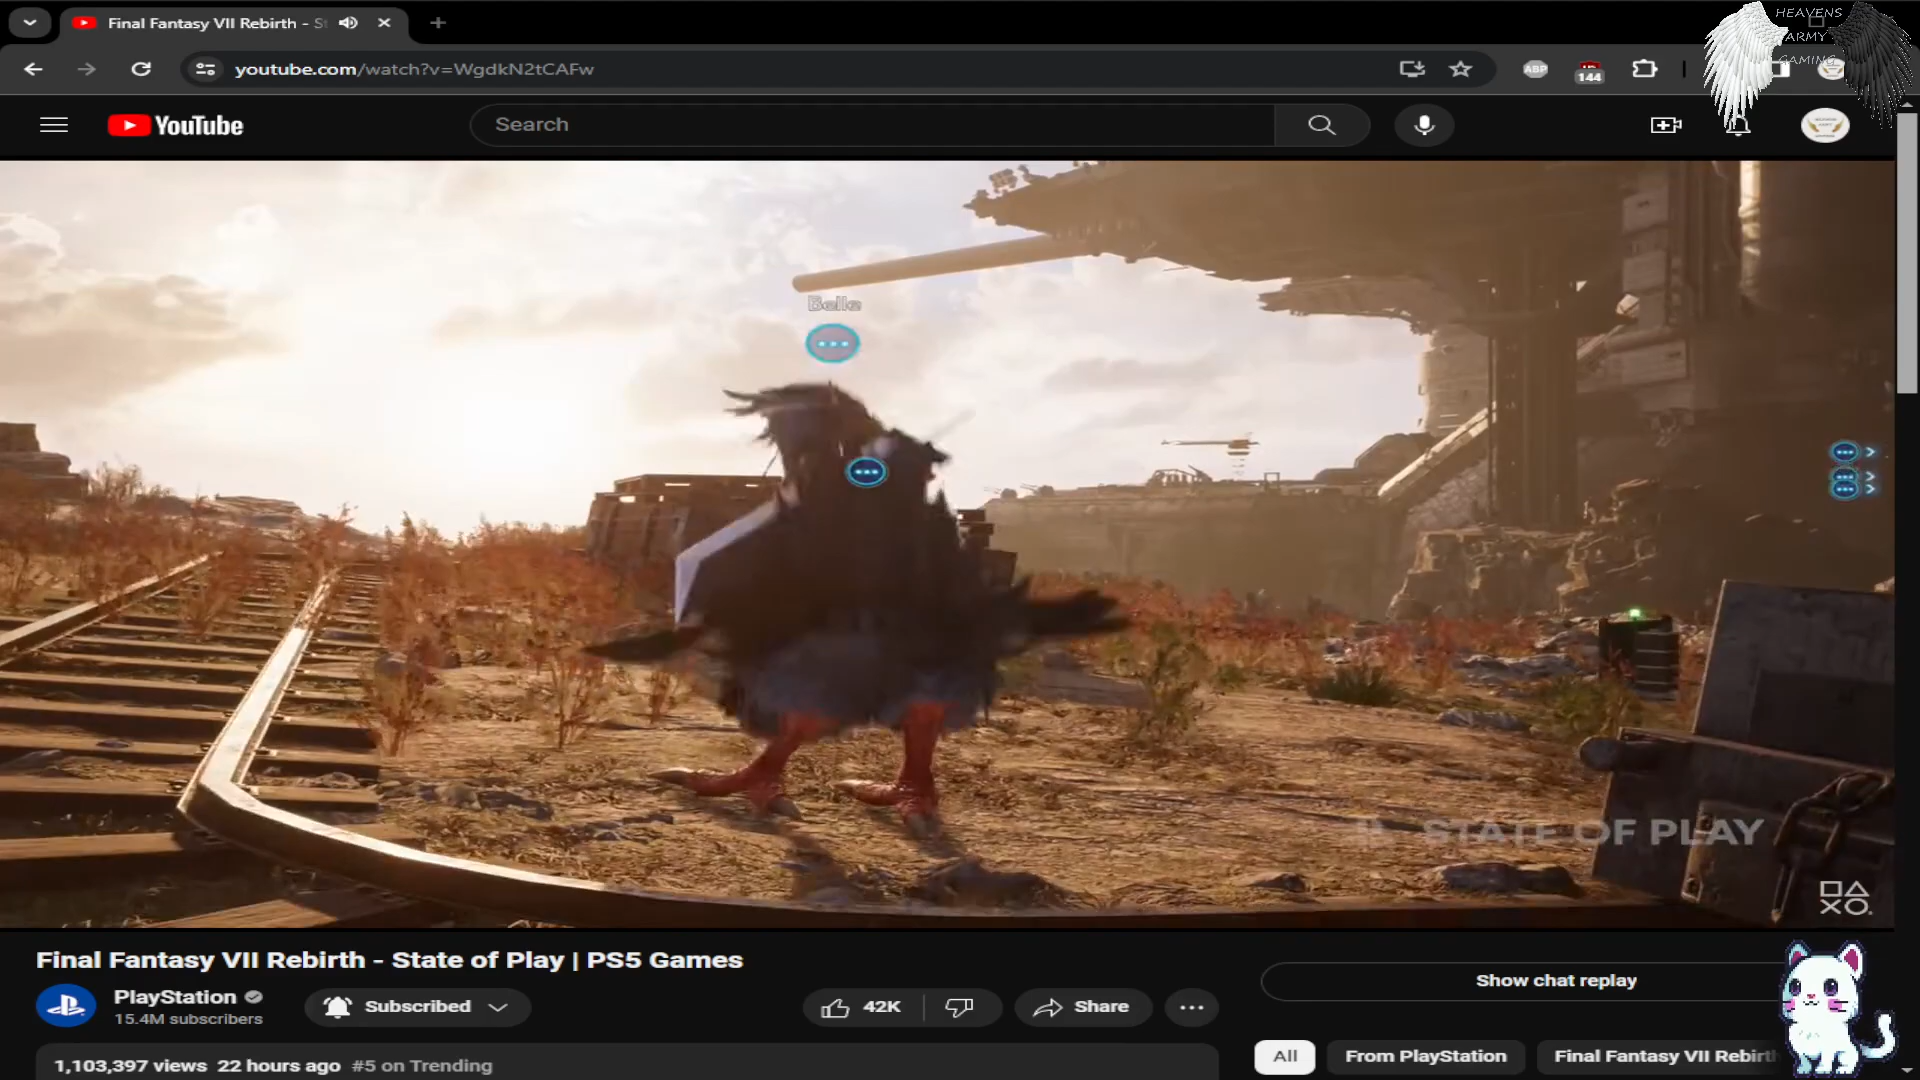 Final Fantasy VII Rebirth - St
HEAVENS
ARMY
GAMING
youtube.com/watch?v=WgdkN2tCAFw
ABP
144
YouTube
Search
Belle
STATE OF PLAY
Final Fantasy VII Rebirth - State of Play | PS5 Games
PlayStation
15.4M subscribers
Subscribed
42K
Share
Show chat replay
1,103,397 views 22 hours ago #5 on Trending
All
From PlayStation
Final Fantasy VII Rebirth